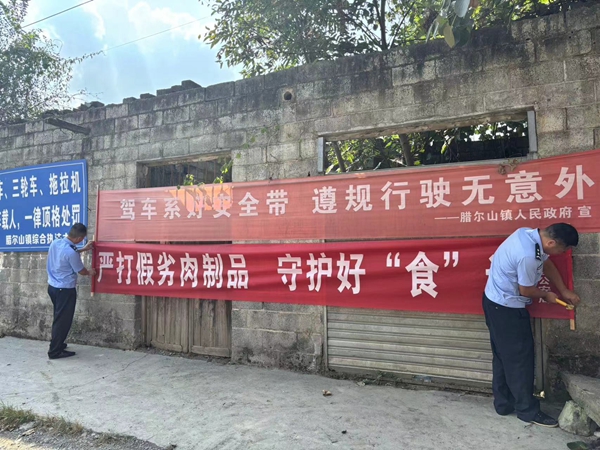 车、三轮车、拖拉机
载人，一律顶格处罚
腊尔山镇综合
驾车系好安全带 遵规行驶无意外
——腊尔山镇人民政府 宣
严打假劣肉制品 守护好“食”